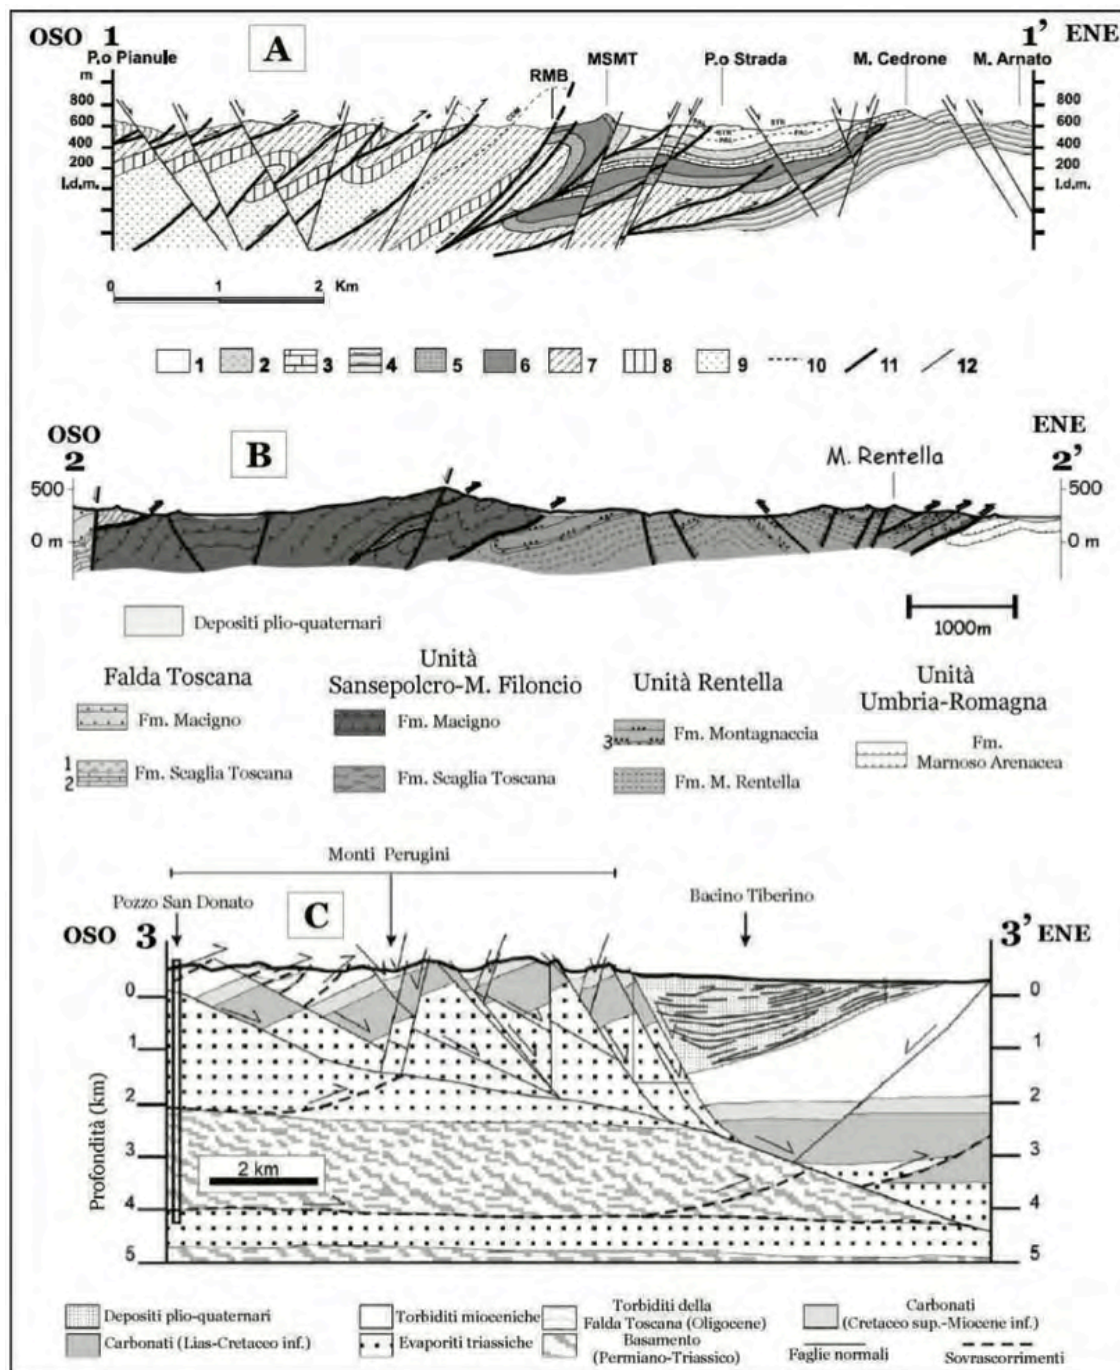 OSO 1
A
1' ENE
P.o Pianule
RMB
MSMT
P.o Strada
M. Cedrone
M. Arnato
m
800
600
400
200
l.d.m.
800
600
400
200
l.d.m.
0 1 2 Km
1 2 3 4 5 6 7 8 9 10 11 12
OSO
2
B
ENE
2'
M. Rentella
500
0 m
500
0 m
1000m
Depositi plio-quaternari
Falda Toscana
Fm. Macigno
1
2
Fm. Scaglia Toscana
Unità
Sansepolcro-M. Filoncio
Fm. Macigno
Fm. Scaglia Toscana
Unità Rentella
3
Fm. Montagnaccia
Fm. M. Rentella
Unità
Umbria-Romagna
Fm.
Marnoso Arenacea
Monti Perugini
Pozzo San Donato
C
Bacino Tiberino
OSO 3
3' ENE
Profondità (km)
0
1
2
3
4
5
0
1
2
3
4
5
2 km
Depositi plio-quaternari
Carbonati (Lias-Cretaceo inf.)
Torbiditi mioceniche
Evaporiti triassiche
Torbiditi della
Falda Toscana (Oligocene)
Basamento
(Permiano-Triassico)
Carbonati
(Cretaceo sup.-Miocene inf.)
Faglie normali
Sovrascorrimenti